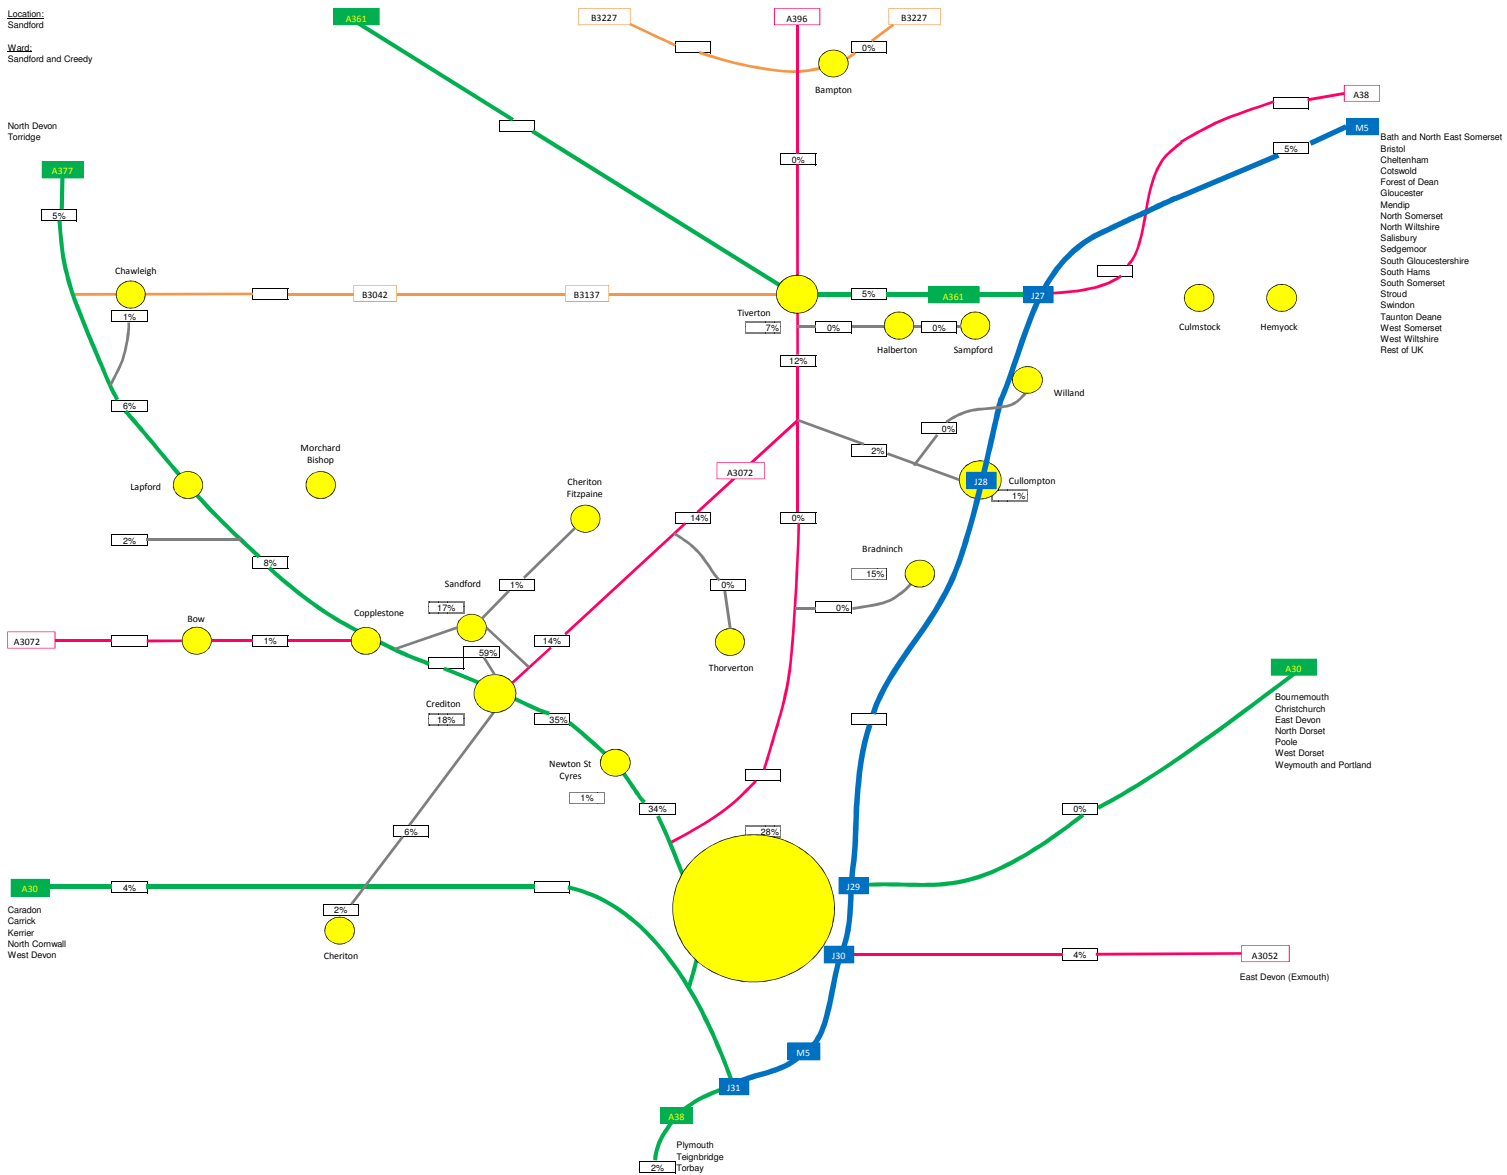 Location:
Sandford
Ward:
Sandford and Creedy
A361
B3227
A396
B3227
0%
Bampton
A38
M5
5%
Bath and North East Somerset
Bristol
Cheltenham
Cotswold
Forest of Dean
Gloucester
Mendip
North Somerset
North Wiltshire
Salisbury
Sedgemoor
South Gloucestershire
South Hams
South Somerset
Stroud
Swindon
Taunton Deane
West Somerset
West Wiltshire
Rest of UK
North Devon
Torridge
A377
5%
0%
Chawleigh
1%
B3042
B3137
Tiverton
7%
5%
A361
J27
0%
Halberton
0%
Sampford
Culmstock
Hemyock
12%
6%
Willand
0%
2%
Cullompton
J28
1%
Lapford
Morchard
Bishop
A3072
Cheriton
Fitzpaine
14%
0%
2%
8%
Bradninch
15%
Sandford
17%
1%
0%
0%
A3072
Bow
1%
Copplestone
59%
14%
Thorverton
Crediton
18%
35%
A30
Bournemouth
Christchurch
East Devon
North Dorset
Poole
West Dorset
Weymouth and Portland
Newton St
Cyres
1%
34%
0%
6%
28%
A30
4%
J29
Caradon
Carrick
Kerrier
North Cornwall
West Devon
2%
Cheriton
J30
4%
A3052
East Devon (Exmouth)
M5
J31
A38
Plymouth
Teignbridge
Torbay
2%